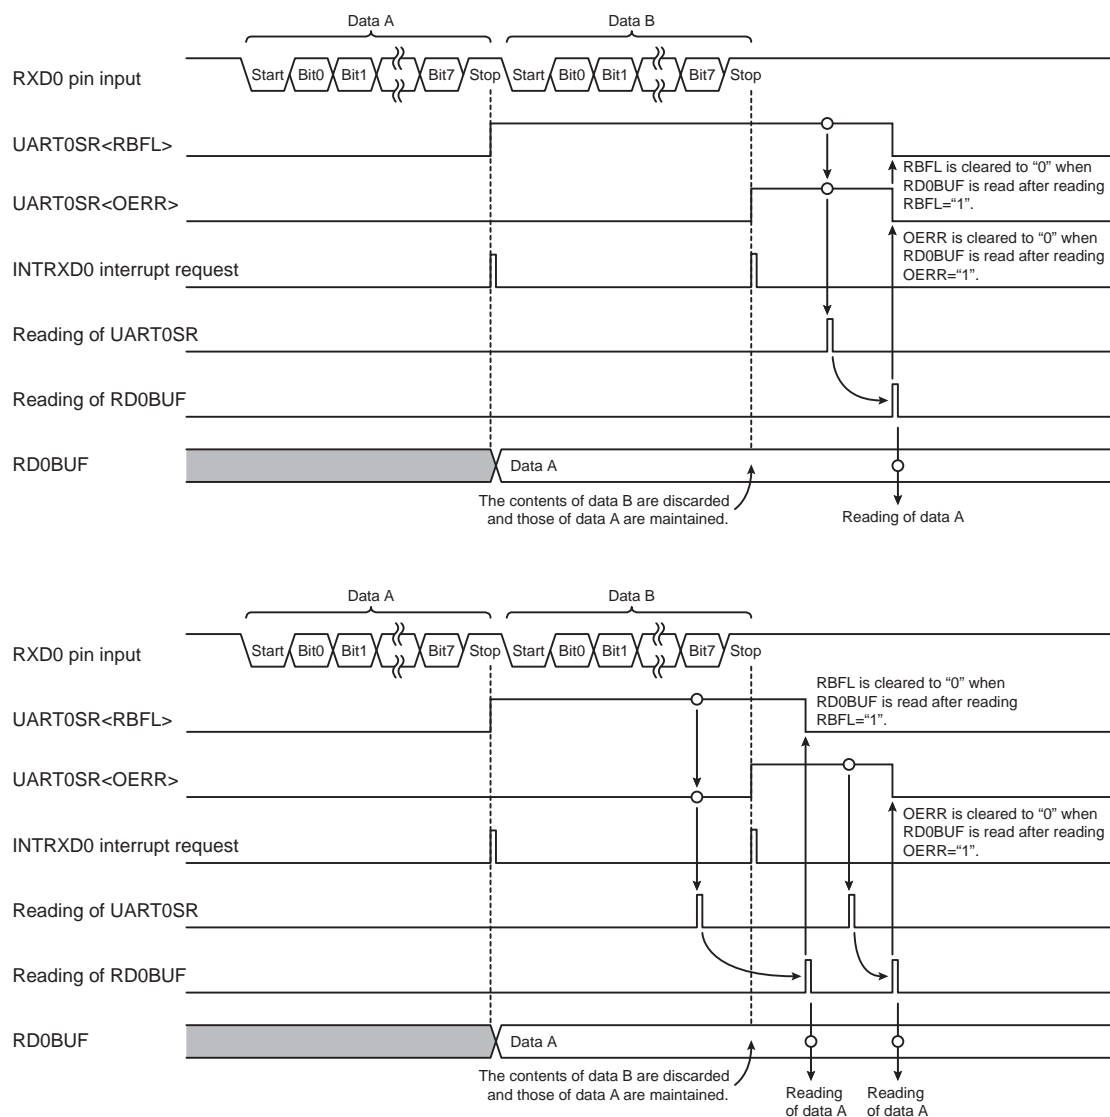 Data A
Data B
RXD0 pin input
Start Bit0 Bit1 Bit7 Stop Start Bit0 Bit1 Bit7 Stop
UART0SR<RBFL>
RBFL is cleared to “0” when
RD0BUF is read after reading
RBFL=“1”.
UART0SR<OERR>
OERR is cleared to “0” when
RD0BUF is read after reading
OERR=“1”.
INTRXD0 interrupt request
Reading of UART0SR
Reading of RD0BUF
RD0BUF
Data A
The contents of data B are discarded
and those of data A are maintained.
Reading of data A
Data A
Data B
RXD0 pin input
Start Bit0 Bit1 Bit7 Stop Start Bit0 Bit1 Bit7 Stop
RBFL is cleared to “0” when
RD0BUF is read after reading
RBFL=“1”.
UART0SR<RBFL>
UART0SR<OERR>
OERR is cleared to “0” when
RD0BUF is read after reading
OERR=“1”.
INTRXD0 interrupt request
Reading of UART0SR
Reading of RD0BUF
RD0BUF
Data A
The contents of data B are discarded
and those of data A are maintained.
Reading
of data A
Reading
of data A